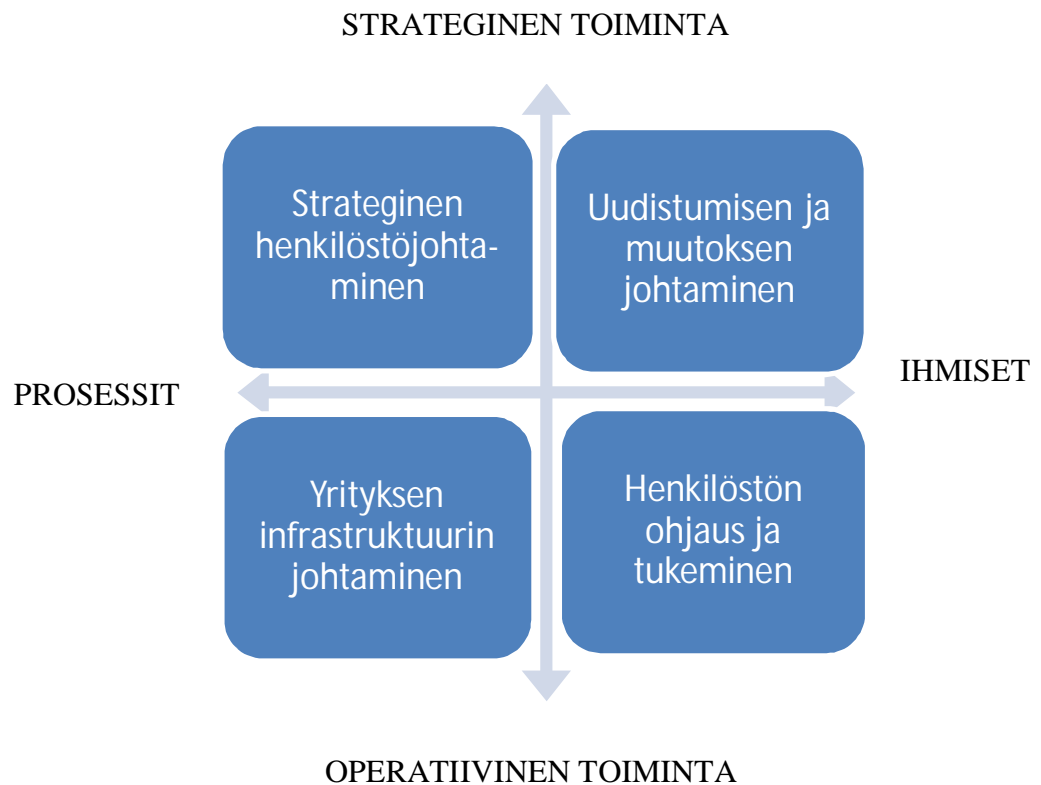 STRATEGINEN TOIMINTA
Strateginen
henkilöstöjohta-
minen
Uudistumisen ja
muutoksen
johtaminen
PROSESSIT
IHMISET
Yrityksen
infrastruktuurin
johtaminen
Henkilöstön
ohjaus ja
tukeminen
OPERATIIVINEN TOIMINTA